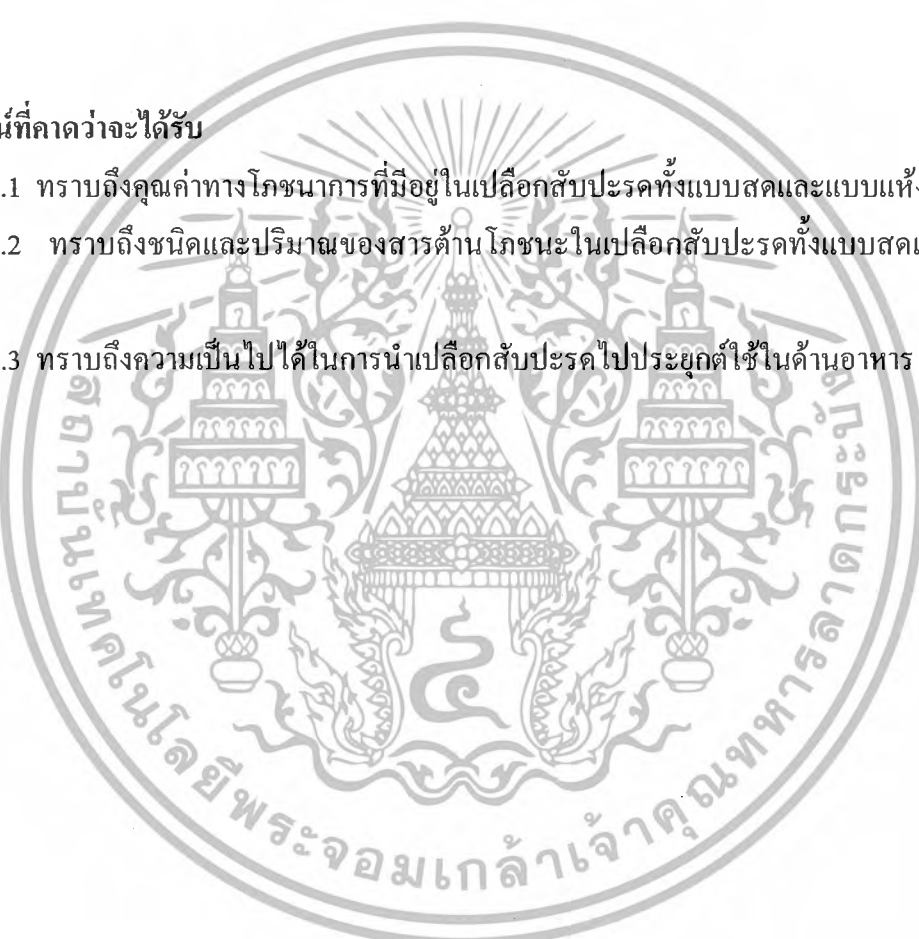 น์ที่คาดว่าจะได้รับ
.1 ทราบถึงคุณค่าทางโภชนาการที่มีอยู่ในเปลือกสับปะรดทั้งแบบสดและแบบแห้ง
.2 ทราบถึงชนิดและปริมาณของสารต้านโภชนะในเปลือกสับปะรดทั้งแบบสดแ
.3 ทราบถึงความเป็นไปได้ในการนำเปลือกสับปะรดไปประยุกต์ใช้ในด้านอาหาร
สถาบันเทคโนโลยีพระจอมเกล้าเจ้าคุณทหารลาดกระบัง
๔